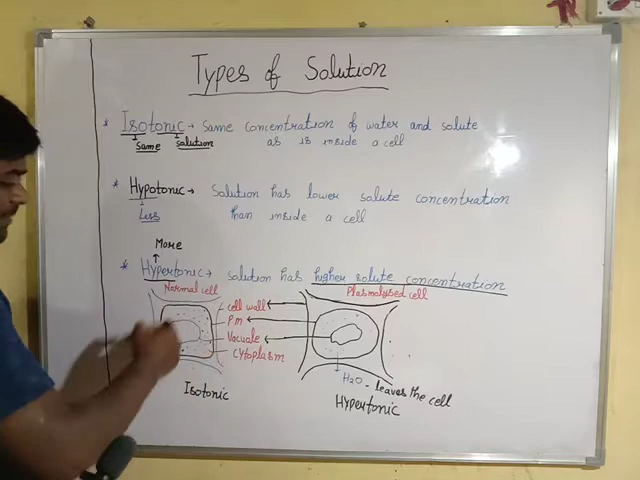 Types of Solution
* Isotonic → Same concentration of water and solute
same solution as is inside a cell
* Hypotonic → Solution has lower solute concentration
Less than inside a cell
More
* Hypertonic → solution has higher solute concentration
Normal cell Plasmolysed cell
Cell wall
Pm
Vacuale
Cytoplasm
H2O - Leaves the cell
Isotonic
Hypertonic